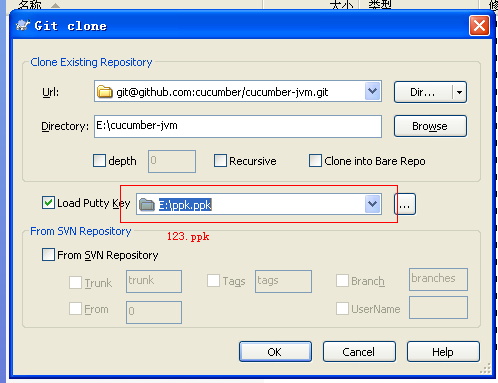 名称 大小 类型
Git clone
Clone Existing Repository
Url: git@github.com:cucumber/cucumber-jvm.git Dir...
Directory: E:\cucumber-jvm Browse
depth 0 Recursive Clone into Bare Repo
Load Putty Key E:\ppk.ppk ...
123.ppk
From SVN Repository
From SVN Repository
Trunk trunk Tags tags Branch branches
From 0 UserName
OK Cancel Help